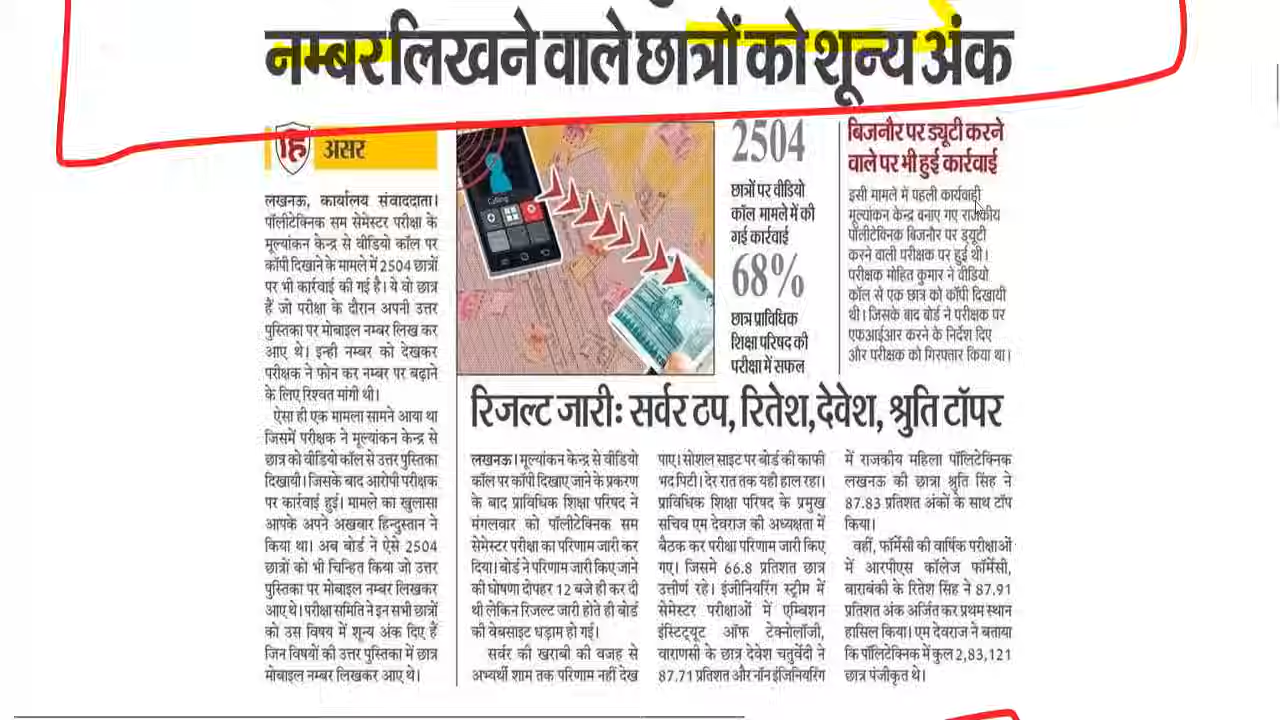 नम्बर लिखने वाले छात्रों को शून्य अंक
हि असर
लखनऊ, कार्यालय संवाददाता।
पॉलीटेक्निक सम सेमेस्टर परीक्षा के
मूल्यांकन केन्द्र से वीडियो कॉल पर
कॉपी दिखाने के मामले में 2504 छात्रों
पर भी कार्रवाई की गई है। ये वो छात्र
हैं जो परीक्षा के दौरान अपनी उत्तर
पुस्तिका पर मोबाइल नम्बर लिख कर
आए थे। इन्ही नम्बर को देखकर
परीक्षक ने फोन कर नम्बर पर बढ़ाने
के लिए रिश्वत मांगी थी।
ऐसा ही एक मामला सामने आया था
जिसमें परीक्षक ने मूल्यांकन केन्द्र से
छात्र को वीडियो कॉल से उत्तर पुस्तिका
दिखायी। जिसके बाद आरोपी परीक्षक
पर कार्रवाई हुई। मामले का खुलासा
आपके अपने अखबार हिन्दुस्तान ने
किया था। अब बोर्ड ने ऐसे 2504
छात्रों को भी चिन्हित किया जो उत्तर
पुस्तिका पर मोबाइल नम्बर लिखकर
आए थे। परीक्षा समिति ने इन सभी छात्रों
को उस विषय में शून्य अंक दिए हैं
जिन विषयों की उत्तर पुस्तिका में छात्र
मोबाइल नम्बर लिखकर आए थे।
Calling
2504
छात्रों पर वीडियो
कॉल मामले में की
गई कार्रवाई
68%
छात्र प्राविधिक
शिक्षा परिषद की
परीक्षा में सफल
बिजनौर पर ड्यूटी करने
वाले पर भी हुई कार्रवाई
इसी मामले में पहली कार्यवाही
मूल्यांकन केन्द्र बनाए गए राजकीय
पॉलीटेक्निक बिजनौर पर ड्यूटी
करने वाली परीक्षक पर हुई थी।
परीक्षक मोहित कुमार ने वीडियो
कॉल से एक छात्र को कॉपी दिखायी
थी। जिसके बाद बोर्ड ने परीक्षक पर
एफआईआर करने के निर्देश दिए
और परीक्षक को गिरफ्तार किया था।
रिजल्ट जारी: सर्वर ठप, रितेश, देवेश, श्रुति टॉपर
लखनऊ। मूल्यांकन केन्द्र से वीडियो
कॉल पर कॉपी दिखाए जाने के प्रकरण
के बाद प्राविधिक शिक्षा परिषद ने
मंगलवार को पॉलीटेक्निक सम
सेमेस्टर परीक्षा का परिणाम जारी कर
दिया। बोर्ड ने परिणाम जारी किए जाने
की घोषणा दोपहर 12 बजे ही कर दी
थी लेकिन रिजल्ट जारी होते ही बोर्ड
की वेबसाइट धड़ाम हो गई।
सर्वर की खराबी की वजह से
अभ्यर्थी शाम तक परिणाम नहीं देख
पाए। सोशल साइट पर बोर्ड की काफी
भद पिटी। देर रात तक यही हाल रहा।
प्राविधिक शिक्षा परिषद के प्रमुख
सचिव एम देवराज की अध्यक्षता में
बैठक कर परीक्षा परिणाम जारी किए
गए। जिसमे 66.8 प्रतिशत छात्र
उत्तीर्ण रहे। इंजीनियरिंग स्ट्रीम में
सेमेस्टर परीक्षाओं में एम्बिशन
इंस्टिट्यूट ऑफ टेक्नोलॉजी,
वाराणसी के छात्र देवेश चतुर्वेदी ने
87.71 प्रतिशत और नॉन इंजिनियरिंग
में राजकीय महिला पॉलिटेक्निक
लखनऊ की छात्रा श्रुति सिंह ने
87.83 प्रतिशत अंकों के साथ टॉप
किया।
वहीं, फॉर्मेसी की वार्षिक परीक्षाओं
में आरपीएस कॉलेज फॉर्मेसी,
बाराबंकी के रितेश सिंह ने 87.91
प्रतिशत अंक अर्जित कर प्रथम स्थान
हासिल किया। एम देवराज ने बताया
कि पॉलिटेक्निक में कुल 2,83,121
छात्र पंजीकृत थे।